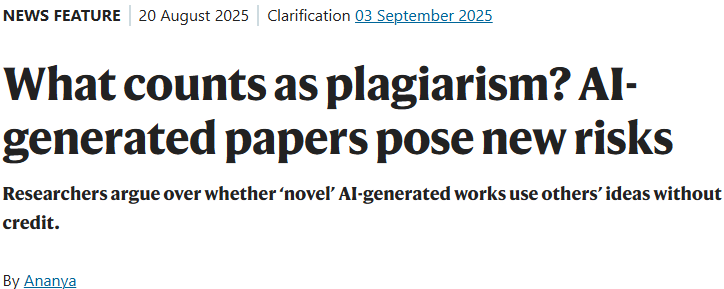 NEWS FEATURE | 20 August 2025 | Clarification 03 September 2025
What counts as plagiarism? AI-
generated papers pose new risks
Researchers argue over whether ‘novel’ AI-generated works use others’ ideas without
credit.
By Ananya